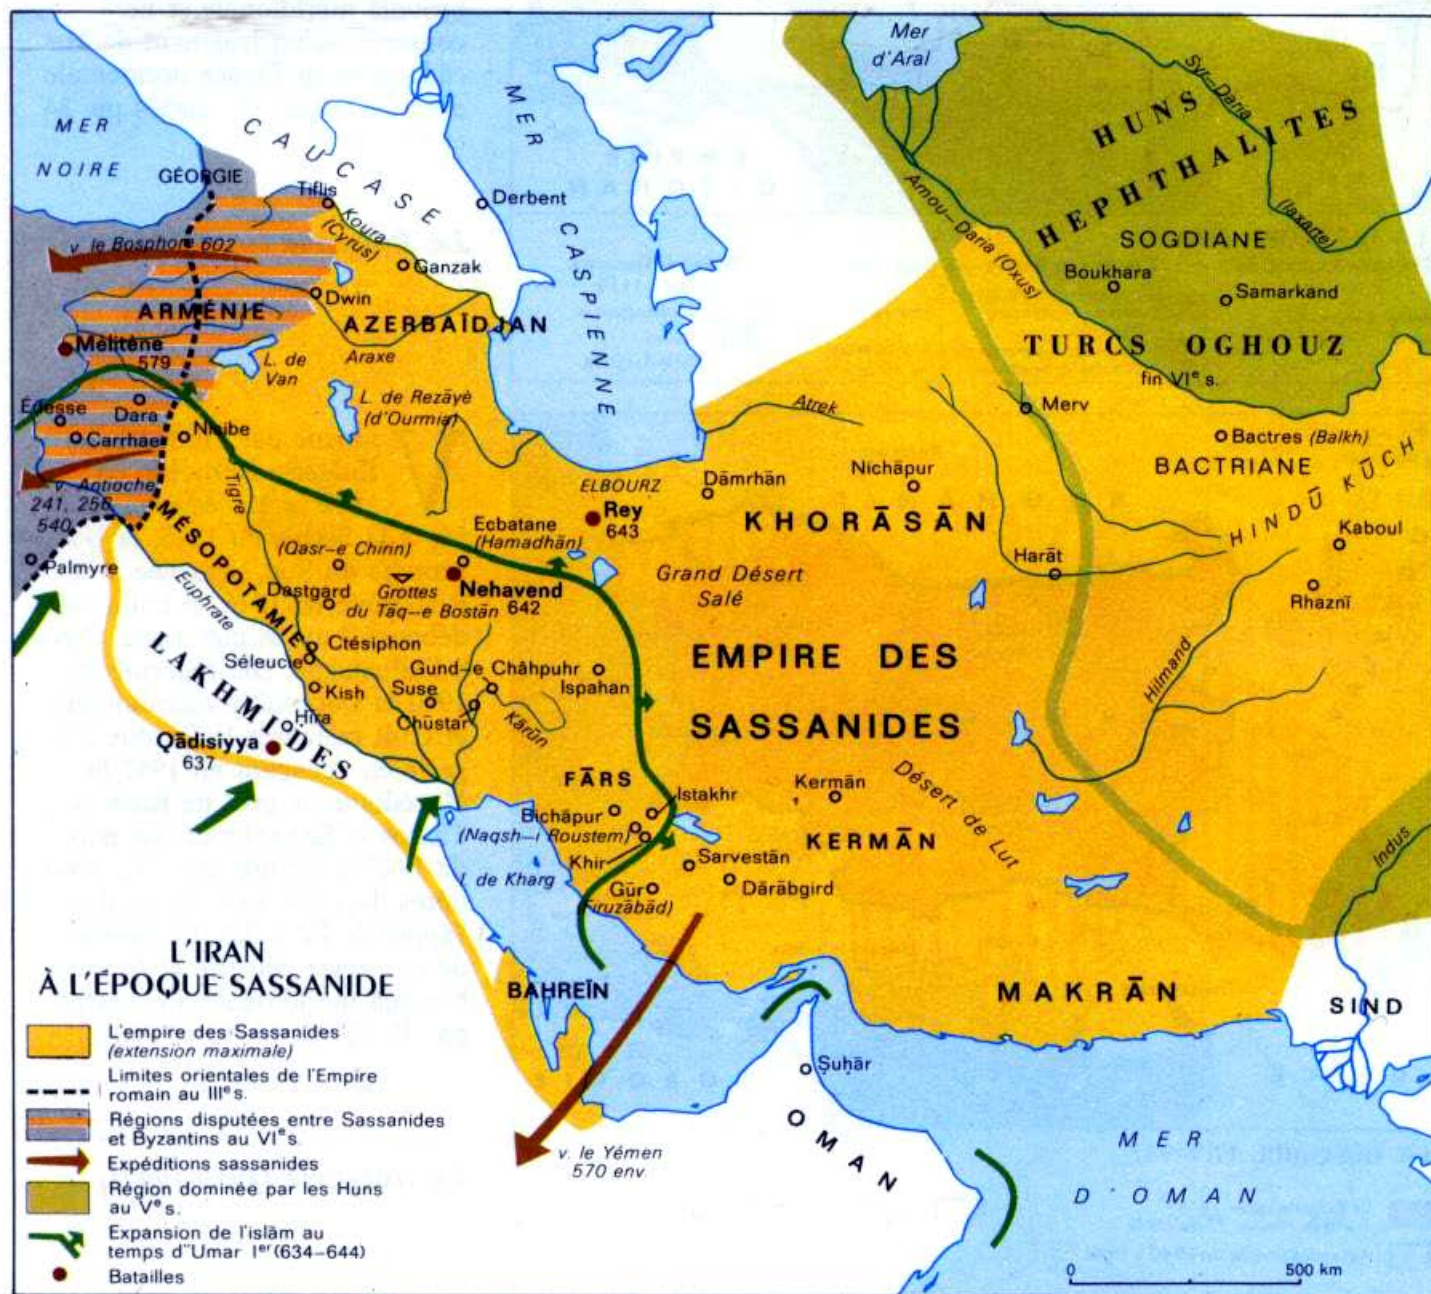 Mer
d'Aral
Syr–Daria
HUNS
HEPHTHALITES
MER
NOIRE
CAUCASE
MER CASPIENNE
GÉORGIE
Tiflis
Derbent
Koura
(Cyrus)
Amou–Daria (Oxus)
(Iaxarte)
SOGDIANE
v. le Bosphore 602
Ganzak
Boukhara
Samarkand
Dwin
ARMÉNIE
AZERBAÏDJAN
TURCS OGHOUZ
fin VIe s.
Mélitène
579
L. de
Van
Araxe
L. de Rezāyè
(d'Ourmia)
Atrek
Merv
Édesse
Dara
Carrhae
Nisibe
Bactres (Balkh)
BACTRIANE
HINDŪ KŪCH
v. Antioche
241, 256
540
Tigre
ELBOURZ
Dāmrhān
Nichāpur
Rey
643
KHORĀSĀN
Kaboul
MÉSOPOTAMIE
Ecbatane
(Hamadhān)
(Qasr–e Chīrīn)
Harāt
Palmyre
Euphrate
Dastgard
Grottes
du Tāq–e Bostān
Nehavend
642
Grand Désert
Salé
Rhaznī
LAKHMIDES
Ctésiphon
Séleucie
Gund–e Châhpuhr
EMPIRE DES
SASSANIDES
Kish
Suse
Ispahan
Hilmand
Hīra
Chūstar
Kārūn
Qādisiyya
637
FĀRS
Istakhr
Kermān
Désert de Lut
Bichāpur
(Naqsh–i Roustem)
KERMĀN
Indus
Khir
Sarvestān
I. de Kharg
Gūr
(Firuzābād)
Dārābgird
L'IRAN
À L'ÉPOQUE SASSANIDE
BAHREÏN
MAKRĀN
SIND
L'empire des Sassanides
(extension maximale)
Limites orientales de l'Empire
romain au IIIe s.
Régions disputées entre Sassanides
et Byzantins au VIe s.
Expéditions sassanides
Région dominée par les Huns
au Ve s.
Expansion de l'islām au
temps d''Umar Ier (634–644)
Batailles
Ṣuḥār
OMAN
v. le Yémen
570 env.
MER
D'OMAN
0 500 km